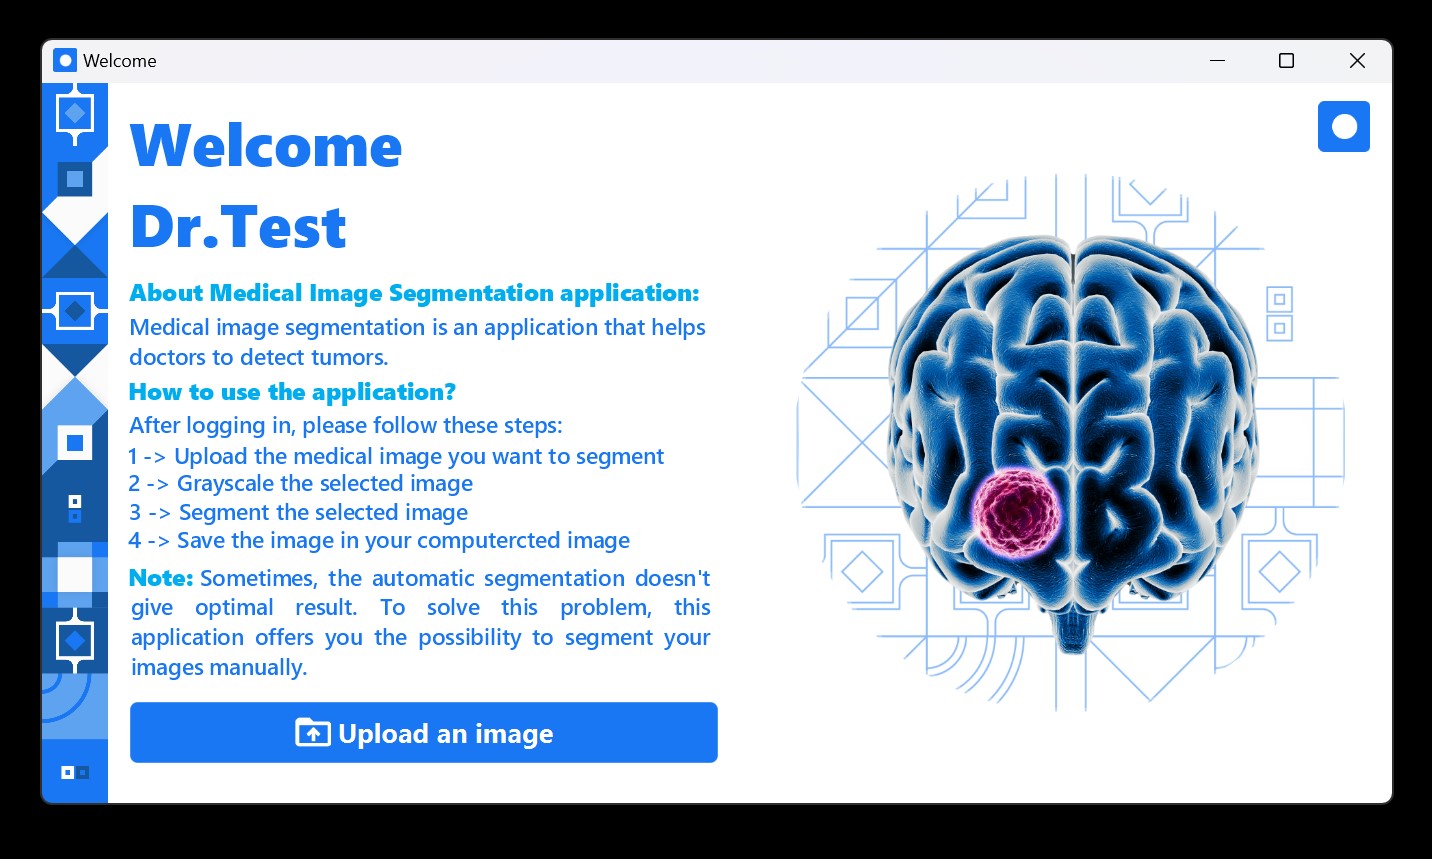 Welcome
Welcome
Dr.Test
About Medical Image Segmentation application:
Medical image segmentation is an application that helps
doctors to detect tumors.
How to use the application?
After logging in, please follow these steps:
1 -> Upload the medical image you want to segment
2 -> Grayscale the selected image
3 -> Segment the selected image
4 -> Save the image in your computercted image
Note: Sometimes, the automatic segmentation doesn't
give optimal result. To solve this problem, this
application offers you the possibility to segment your
images manually.
Upload an image